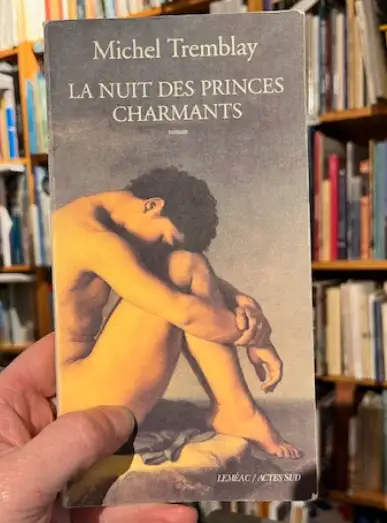 Michel Tremblay
LA NUIT DES PRINCES
CHARMANTS
roman
LEMÉAC / ACTES SUD